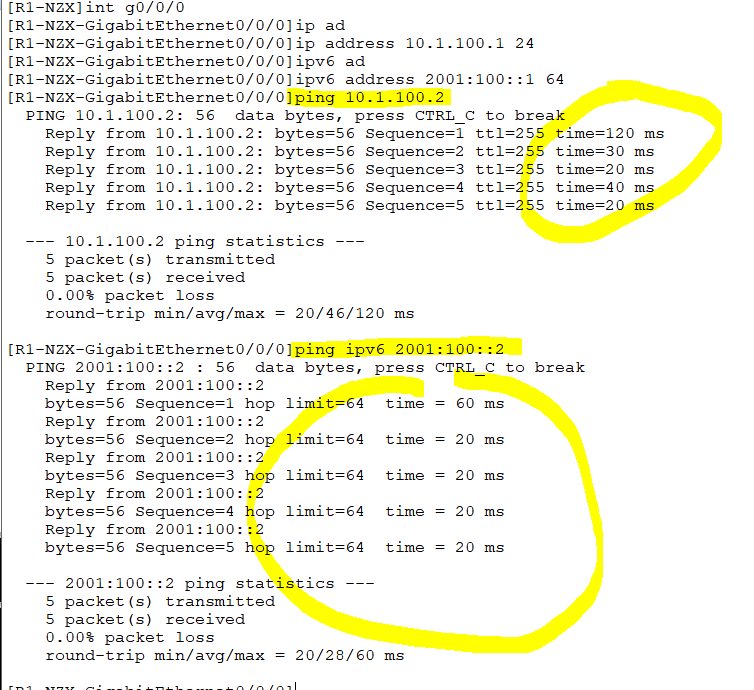 [R1-NZX]int g0/0/0
[R1-NZX-GigabitEthernet0/0/0]ip ad
[R1-NZX-GigabitEthernet0/0/0]ip address 10.1.100.1 24
[R1-NZX-GigabitEthernet0/0/0]ipv6 ad
[R1-NZX-GigabitEthernet0/0/0]ipv6 address 2001:100::1 64
[R1-NZX-GigabitEthernet0/0/0]ping 10.1.100.2
PING 10.1.100.2: 56  data bytes, press CTRL_C to break
Reply from 10.1.100.2: bytes=56 Sequence=1 ttl=255 time=120 ms
Reply from 10.1.100.2: bytes=56 Sequence=2 ttl=255 time=30 ms
Reply from 10.1.100.2: bytes=56 Sequence=3 ttl=255 time=20 ms
Reply from 10.1.100.2: bytes=56 Sequence=4 ttl=255 time=40 ms
Reply from 10.1.100.2: bytes=56 Sequence=5 ttl=255 time=20 ms
--- 10.1.100.2 ping statistics ---
5 packet(s) transmitted
5 packet(s) received
0.00% packet loss
round-trip min/avg/max = 20/46/120 ms
[R1-NZX-GigabitEthernet0/0/0]ping ipv6 2001:100::2
PING 2001:100::2 : 56  data bytes, press CTRL_C to break
Reply from 2001:100::2
bytes=56 Sequence=1 hop limit=64  time = 60 ms
Reply from 2001:100::2
bytes=56 Sequence=2 hop limit=64  time = 20 ms
Reply from 2001:100::2
bytes=56 Sequence=3 hop limit=64  time = 20 ms
Reply from 2001:100::2
bytes=56 Sequence=4 hop limit=64  time = 20 ms
Reply from 2001:100::2
bytes=56 Sequence=5 hop limit=64  time = 20 ms
--- 2001:100::2 ping statistics ---
5 packet(s) transmitted
5 packet(s) received
0.00% packet loss
round-trip min/avg/max = 20/28/60 ms
[R1-NZX-GigabitEthernet0/0/0]